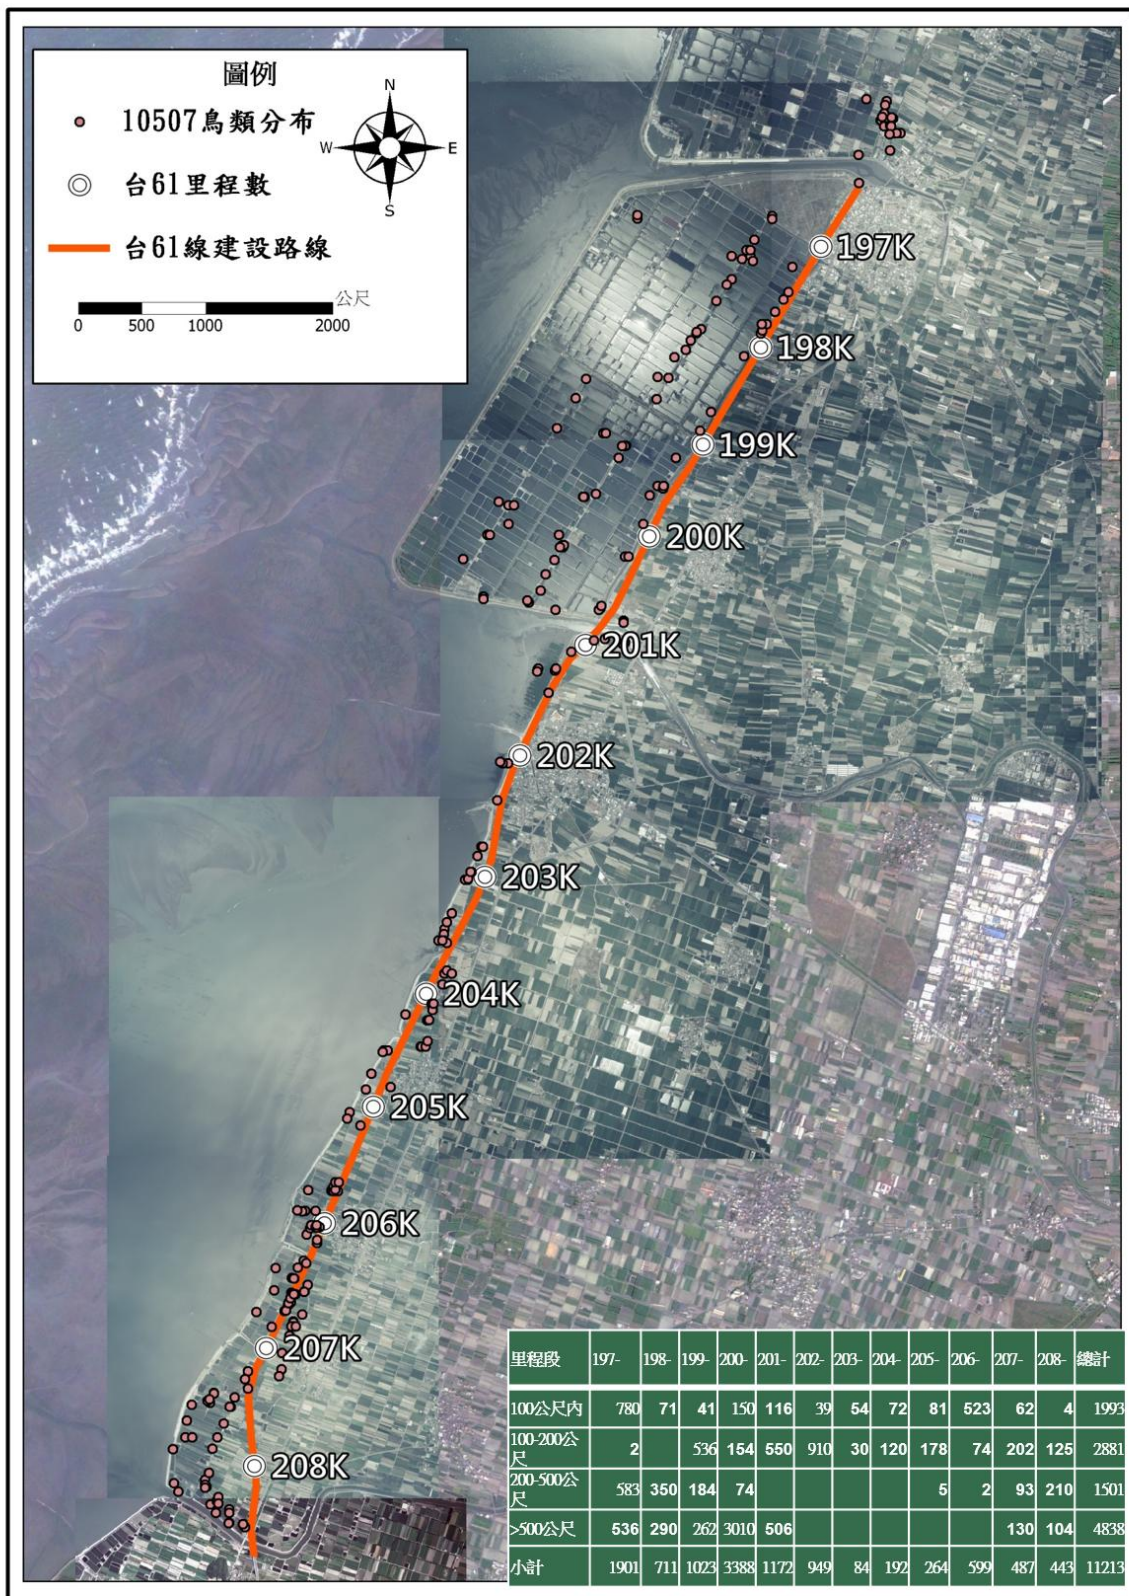 圖例
N
W E
S
10507鳥類分布
台61里程數
台61線建設路線
公尺
0 500 1000 2000
197K
198K
199K
200K
201K
202K
203K
204K
205K
206K
207K
208K
里程段 197- 198- 199- 200- 201- 202- 203- 204- 205- 206- 207- 208- 總計
100公尺內 780 71 41 150 116 39 54 72 81 523 62 4 1993
100-200公
尺 2 536 154 550 910 30 120 178 74 202 125 2881
200-500公
尺 583 350 184 74 5 2 93 210 1501
>500公尺 536 290 262 3010 506 130 104 4838
小計 1901 711 1023 3388 1172 949 84 192 264 599 487 443 11213